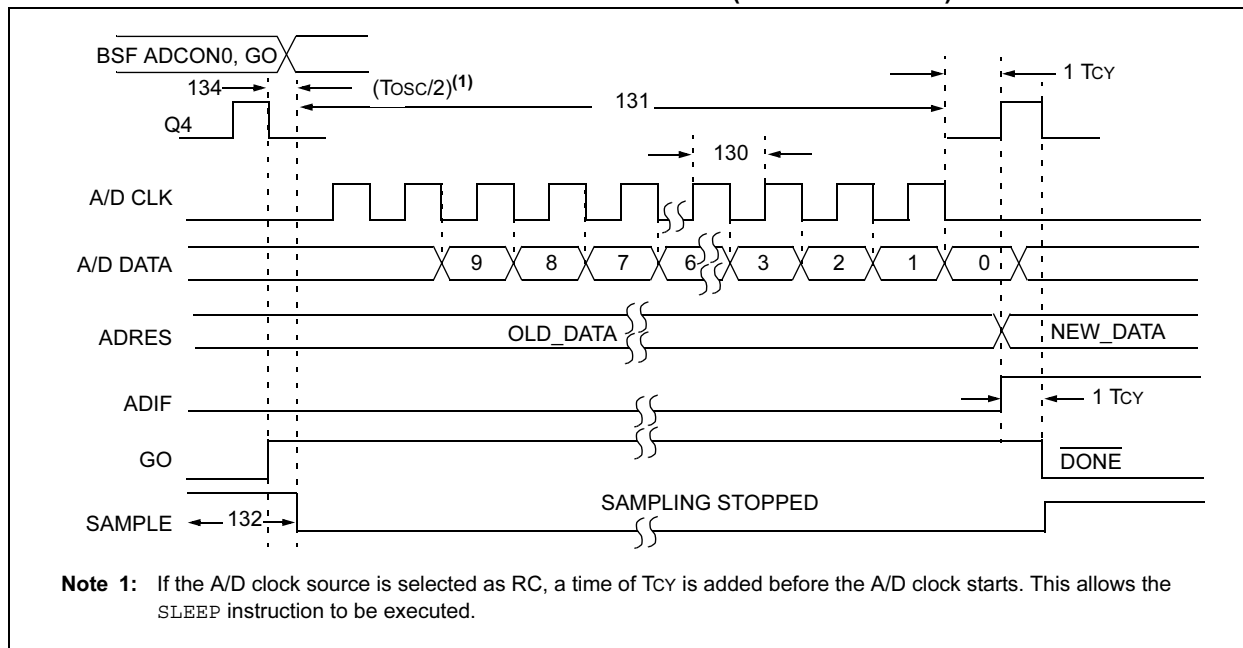 BSF ADCON0, GO
134
(TOSC/2)(1)
131
1 TCY
Q4
130
A/D CLK
A/D DATA
9 8 7 6 3 2 1 0
ADRES
OLD_DATA
NEW_DATA
ADIF
1 TCY
GO
DONE
SAMPLE
132
SAMPLING STOPPED
Note 1: If the A/D clock source is selected as RC, a time of TCY is added before the A/D clock starts. This allows the
SLEEP instruction to be executed.